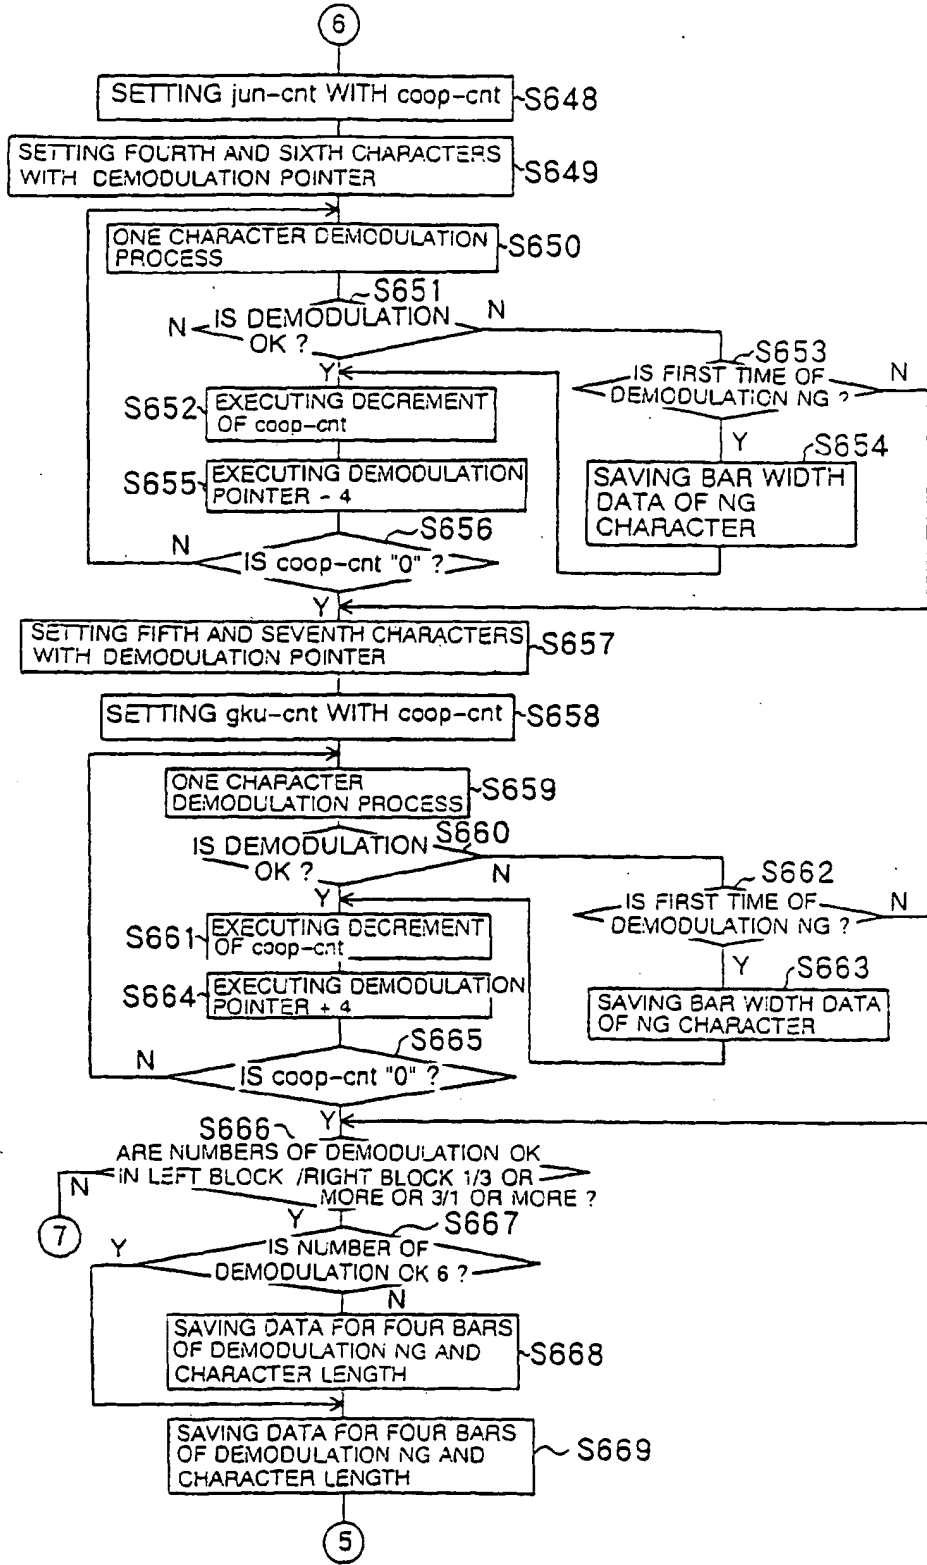 6
SETTING jun-cnt WITH coop-cnt
S648
SETTING FOURTH AND SIXTH CHARACTERS
WITH DEMODULATION POINTER
S649
ONE CHARACTER DEMODULATION
PROCESS
S650
S651
N
N
IS DEMODULATION
OK ?
Y
S653
IS FIRST TIME OF
DEMODULATION NG ?
N
Y
S652
EXECUTING DECREMENT
OF coop-cnt
S654
SAVING BAR WIDTH
DATA OF NG
CHARACTER
S655
EXECUTING DEMODULATION
POINTER - 4
S656
N
IS coop-cnt "0" ?
Y
SETTING FIFTH AND SEVENTH CHARACTERS
WITH DEMODULATION POINTER
S657
SETTING gku-cnt WITH coop-cnt
S658
ONE CHARACTER
DEMODULATION PROCESS
S659
S660
IS DEMODULATION
OK ?
N
Y
S662
IS FIRST TIME OF
DEMODULATION NG ?
N
Y
S661
EXECUTING DECREMENT
OF coop-cnt
S663
SAVING BAR WIDTH DATA
OF NG CHARACTER
S664
EXECUTING DEMODULATION
POINTER + 4
S665
N
IS coop-cnt "0" ?
Y
S666
ARE NUMBERS OF DEMODULATION OK
IN LEFT BLOCK /RIGHT BLOCK 1/3 OR
MORE OR 3/1 OR MORE ?
N
7
Y
S667
Y
IS NUMBER OF
DEMODULATION OK 6 ?
N
SAVING DATA FOR FOUR BARS
OF DEMODULATION NG AND
CHARACTER LENGTH
S668
SAVING DATA FOR FOUR BARS
OF DEMODULATION NG AND
CHARACTER LENGTH
S669
5